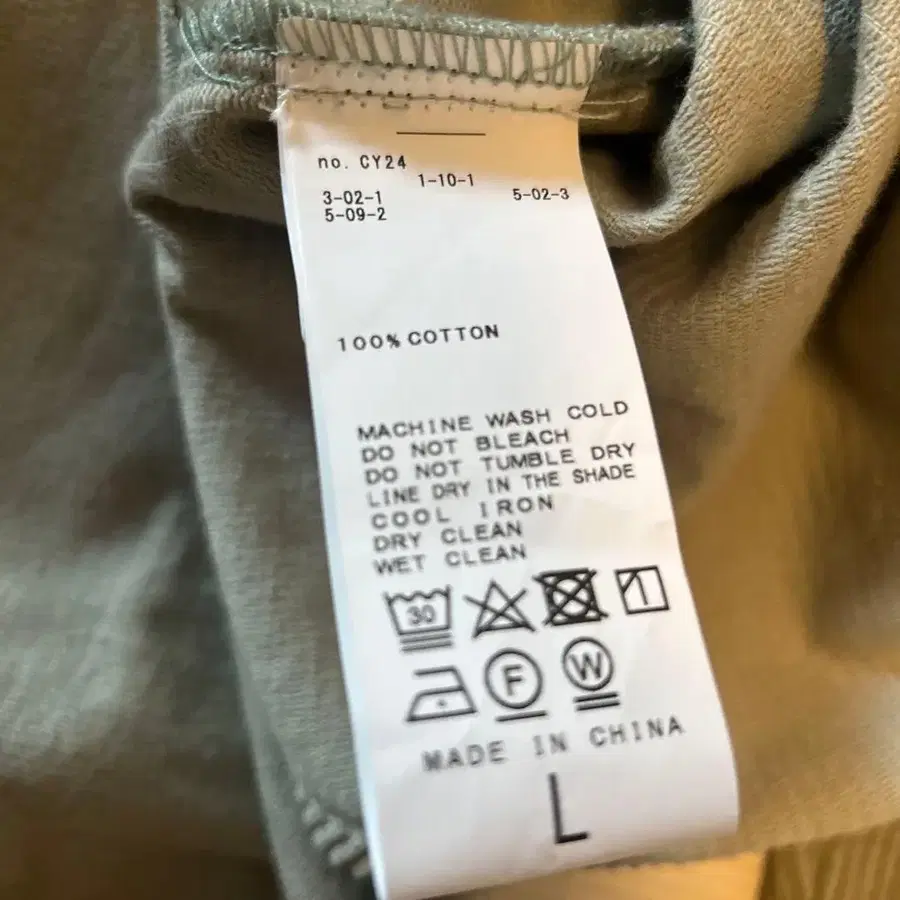 no. CY24
1-10-1
3-02-1 5-02-3
5-09-2
100% COTTON
MACHINE WASH COLD
DO NOT BLEACH
DO NOT TUMBLE DRY
LINE DRY IN THE SHADE
COOL IRON
DRY CLEAN
WET CLEAN
30
F W
MADE IN CHINA
L